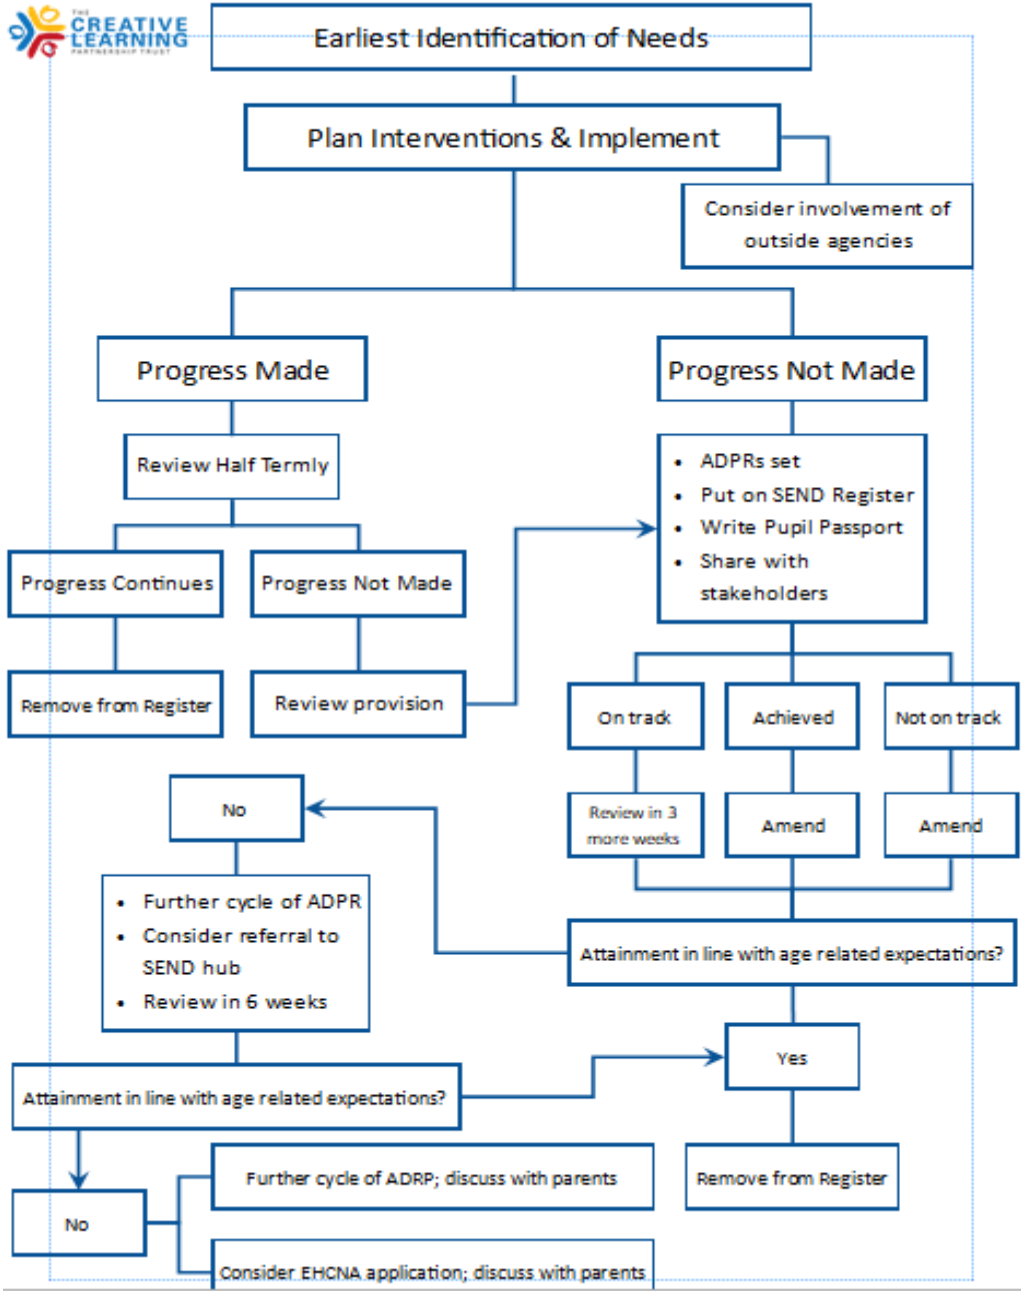 THE
CREATIVE
LEARNING
PARTNERSHIP TRUST
Earliest Identification of Needs
Plan Interventions & Implement
Consider involvement of
outside agencies
Progress Made
Progress Not Made
Review Half Termly
• ADPRs set
• Put on SEND Register
• Write Pupil Passport
• Share with
stakeholders
Progress Continues
Progress Not Made
Remove from Register
Review provision
On track
Achieved
Not on track
Review in 3
more weeks
Amend
Amend
No
• Further cycle of ADPR
• Consider referral to
SEND hub
• Review in 6 weeks
Attainment in line with age related expectations?
Yes
Attainment in line with age related expectations?
Remove from Register
No
Further cycle of ADRP; discuss with parents
Consider EHCNA application; discuss with parents